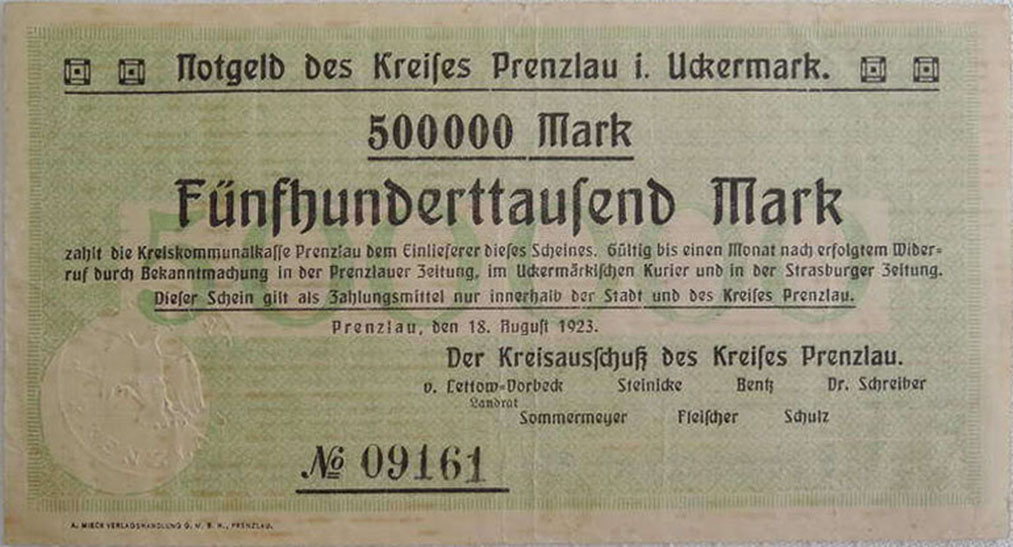 Notgeld des Kreiſes Prenzlau i. Uckermark.
500000 Mark
Fünfhunderttauſend Mark
zahlt die Kreiskommunalkaſſe Prenzlau dem Einlieferer dieſes Scheines. Gültig bis einen Monat nach erfolgtem Wider=
ruf durch Bekanntmachung in der Prenzlauer Zeitung, im Uckermärkiſchen Kurier und in der Strasburger Zeitung.
Dieſer Schein gilt als Zahlungsmittel nur innerhalb der Stadt und des Kreiſes Prenzlau.
Prenzlau, den 18. Auguſt 1923.
Der Kreisausſchuß des Kreiſes Prenzlau.
v. Lettow=Vorbeck Steinicke Bentz Dr. Schreiber
Landrat
Sommermeyer Fleiſcher Schulz
№ 09161
A. MIECK VERLAGSHANDLUNG G. M. B. H., PRENZLAU.